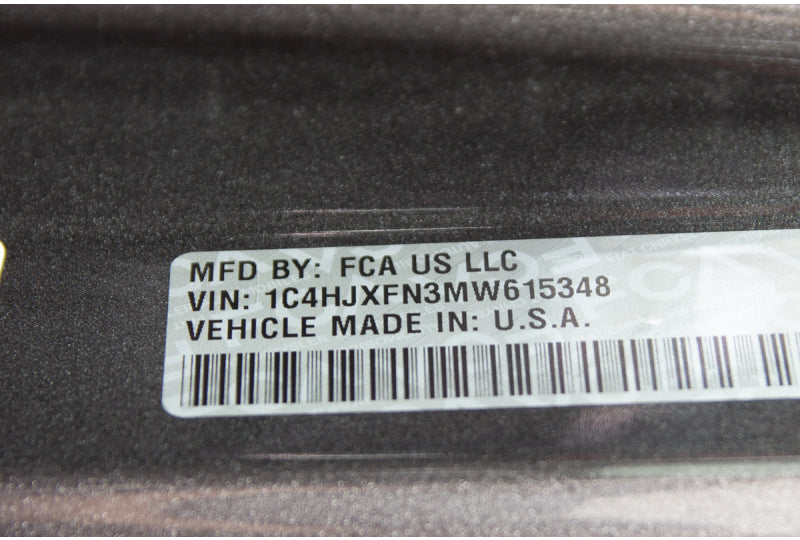 MFD BY: FCA US LLC
VIN: 1C4HJXFN3MW615348
VEHICLE MADE IN: U.S.A.